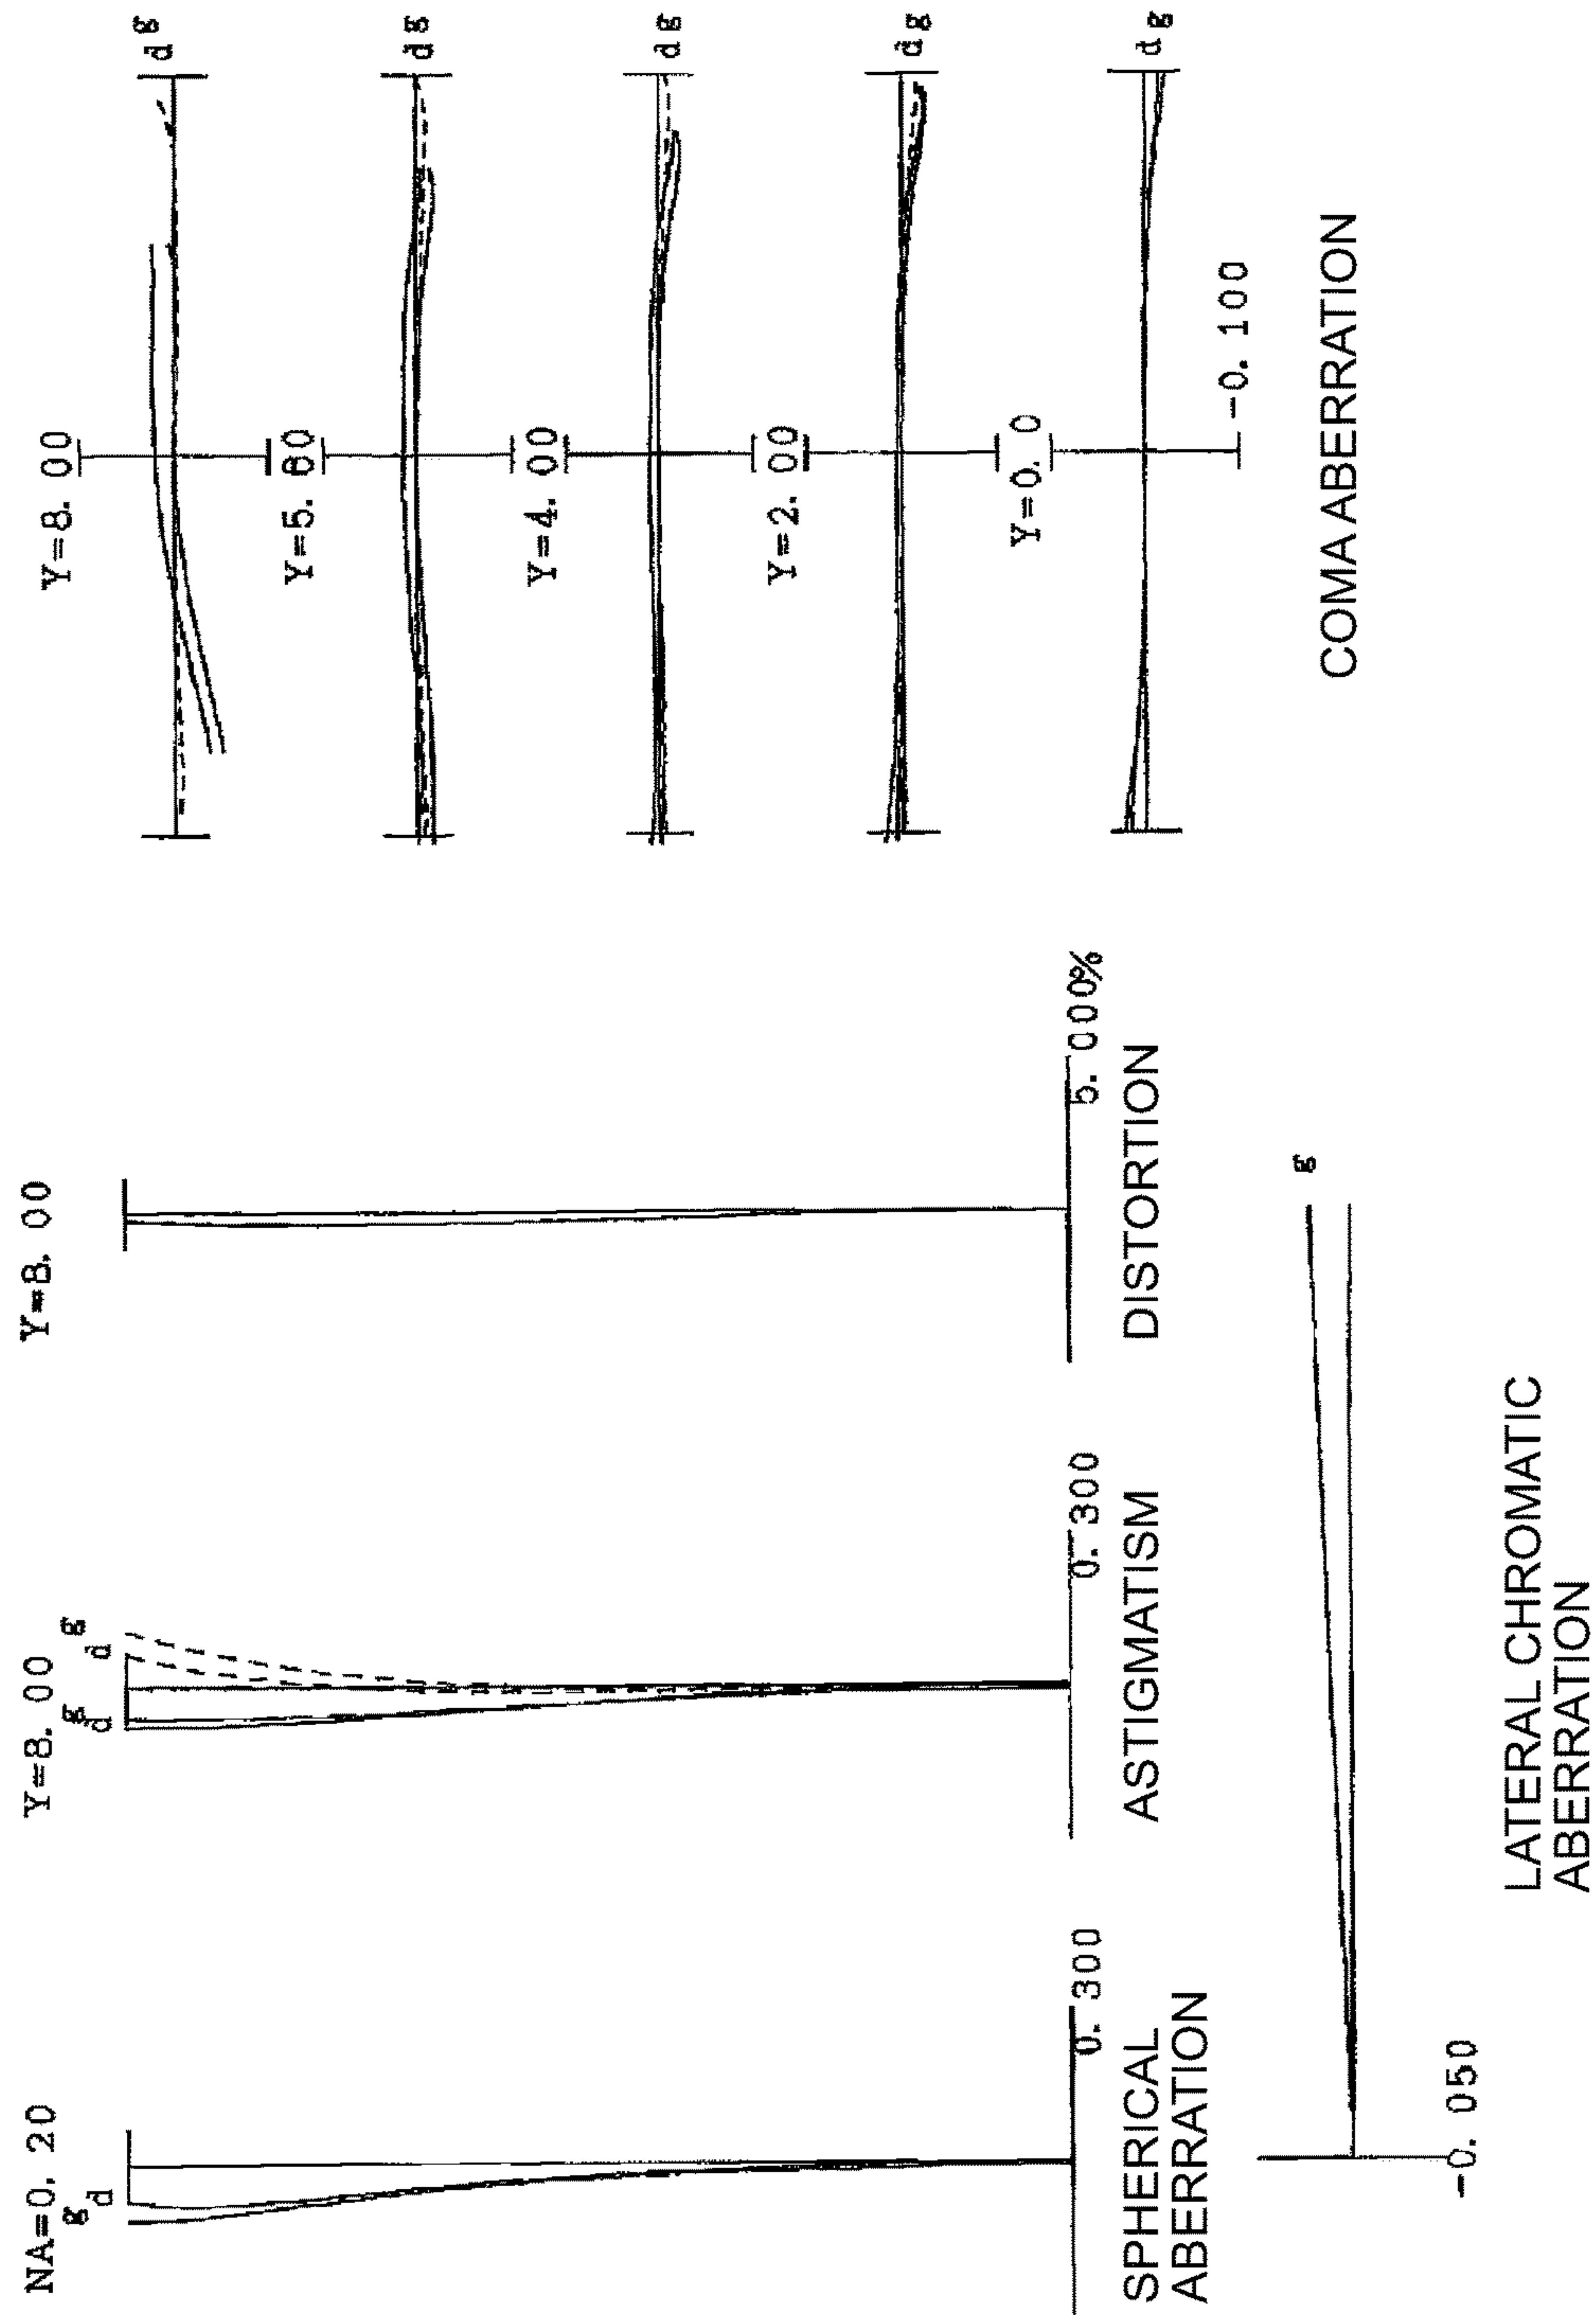 NA=0. 20
g
d
SPHERICAL
ABERRATION
0. 300
Y=8. 00
g
d
g
d
ASTIGMATISM
0. 300
Y=8. 00
DISTORTION
5. 000%
g
-0. 050
LATERAL CHROMATIC
ABERRATION
Y=8. 00
d g
Y=5. 60
d g
Y=4. 00
d g
Y=2. 00
d g
Y=0. 0
d g
-0. 100
COMA ABERRATION